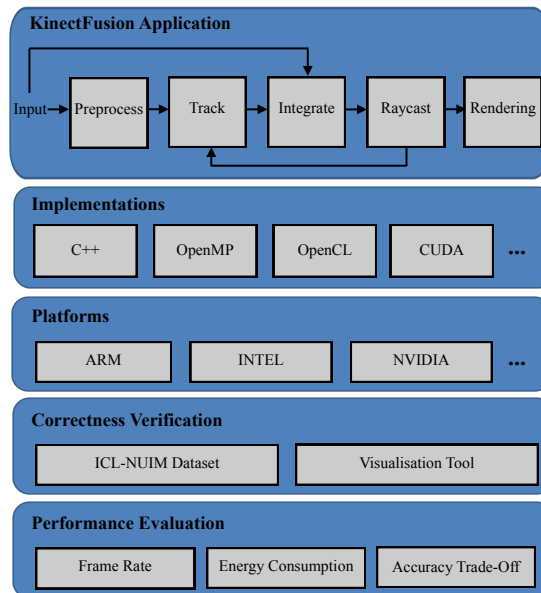 KinectFusion Application
Input
Preprocess
Track
Integrate
Raycast
Rendering
Implementations
C++
OpenMP
OpenCL
CUDA
...
Platforms
ARM
INTEL
NVIDIA
...
Correctness Verification
ICL-NUIM Dataset
Visualisation Tool
Performance Evaluation
Frame Rate
Energy Consumption
Accuracy Trade-Off